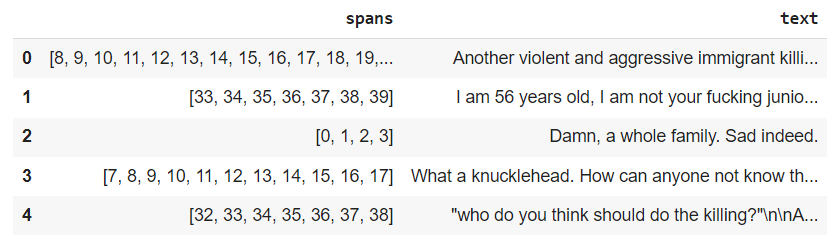 spans text
0 [8, 9, 10, 11, 12, 13, 14, 15, 16, 17, 18, 19,... Another violent and aggressive immigrant killi...
1 [33, 34, 35, 36, 37, 38, 39] I am 56 years old, I am not your fucking junio...
2 [0, 1, 2, 3] Damn, a whole family. Sad indeed.
3 [7, 8, 9, 10, 11, 12, 13, 14, 15, 16, 17] What a knucklehead. How can anyone not know th...
4 [32, 33, 34, 35, 36, 37, 38] "who do you think should do the killing?"\n\nA...